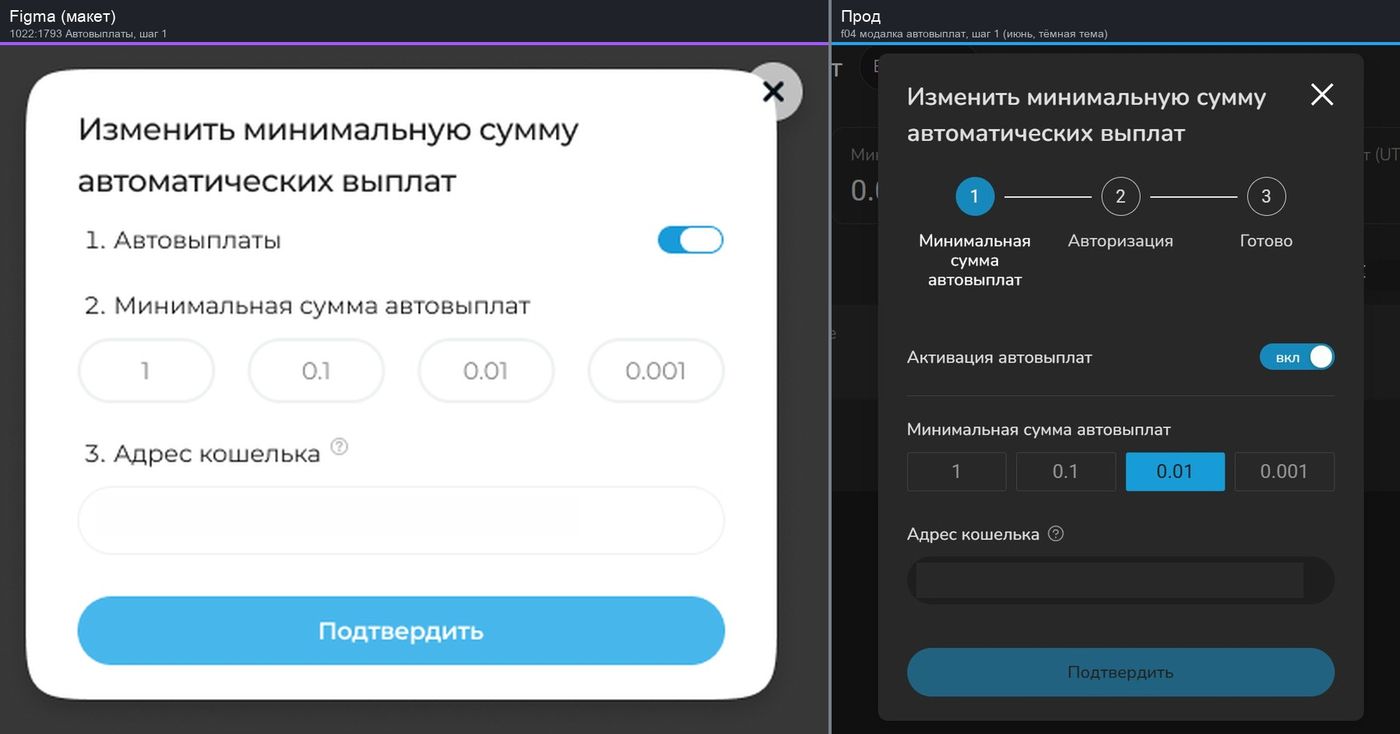 Figma (макет)
1022:1793 Автовыплаты, шаг 1
Изменить минимальную сумму
автоматических выплат
1. Автовыплаты
2. Минимальная сумма автовыплат
1
0.1
0.01
0.001
3. Адрес кошелька ?
Подтвердить
Прод
f04 модалка автовыплат, шаг 1 (июнь, тёмная тема)
Изменить минимальную сумму
автоматических выплат
1
2
3
Минимальная
сумма
автовыплат
Авторизация
Готово
Активация автовыплат
вкл
Минимальная сумма автовыплат
1
0.1
0.01
0.001
Адрес кошелька ?
Подтвердить